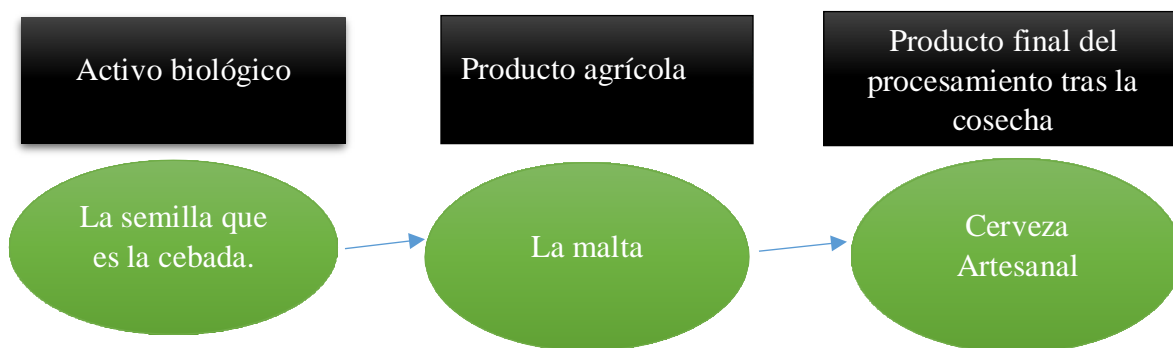 Activo biológico
Producto agrícola
Producto final del
procesamiento tras la
cosecha
La semilla que
es la cebada.
La malta
Cerveza
Artesanal